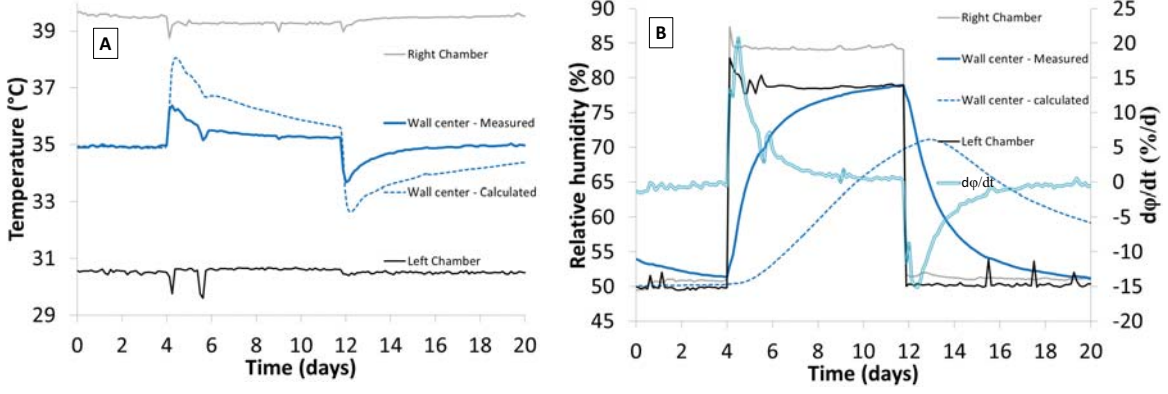 A
Temperature (°C)
39
37
35
33
31
29
Right Chamber
Wall center - Measured
Wall center - Calculated
Left Chamber
0 2 4 6 8 10 12 14 16 18 20
Time (days)
B
Relative humidity (%)
90
85
80
75
70
65
60
55
50
45
Right Chamber
Wall center - Measured
Wall center - calculated
Left Chamber
dφ/dt
25
20
15
10
5
0
-5
-10
-15
-20
dφ/dt (%/d)
0 2 4 6 8 10 12 14 16 18 20
Time (days)